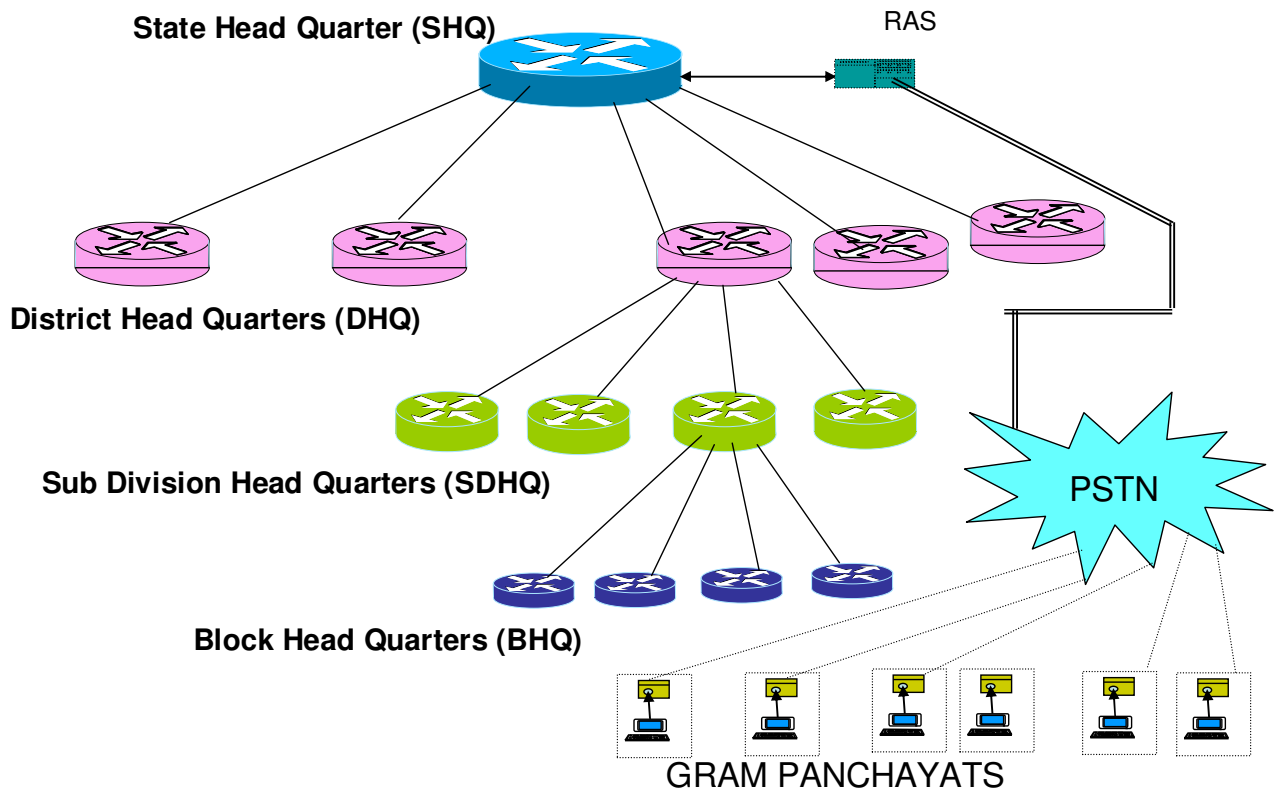 State Head Quarter (SHQ)
RAS
District Head Quarters (DHQ)
Sub Division Head Quarters (SDHQ)
PSTN
Block Head Quarters (BHQ)
GRAM PANCHAYATS